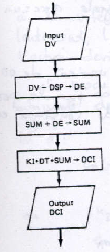 Input
DV
DV - DSP → DE
SUM + DE → SUM
KI•DT•SUM → DCI
Output
DCI